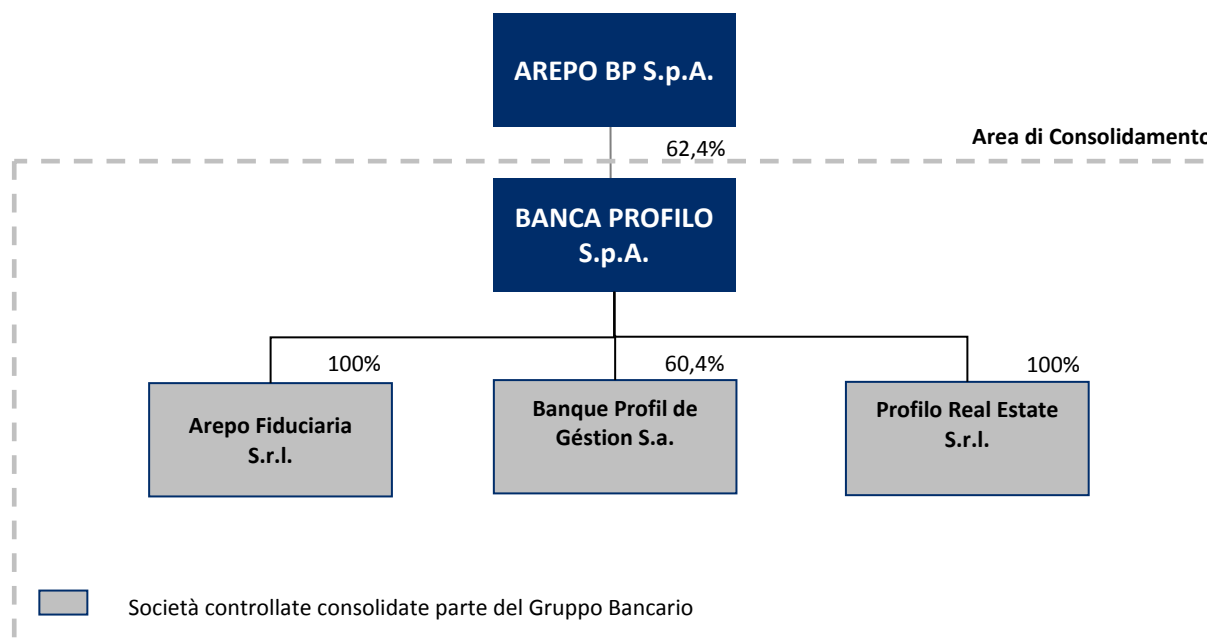 AREPO BP S.p.A.
Area di Consolidamento
62,4%
BANCA PROFILO
S.p.A.
100%
60,4%
100%
Arepo Fiduciaria
S.r.l.
Banque Profil de
Géstion S.a.
Profilo Real Estate
S.r.l.
Società controllate consolidate parte del Gruppo Bancario